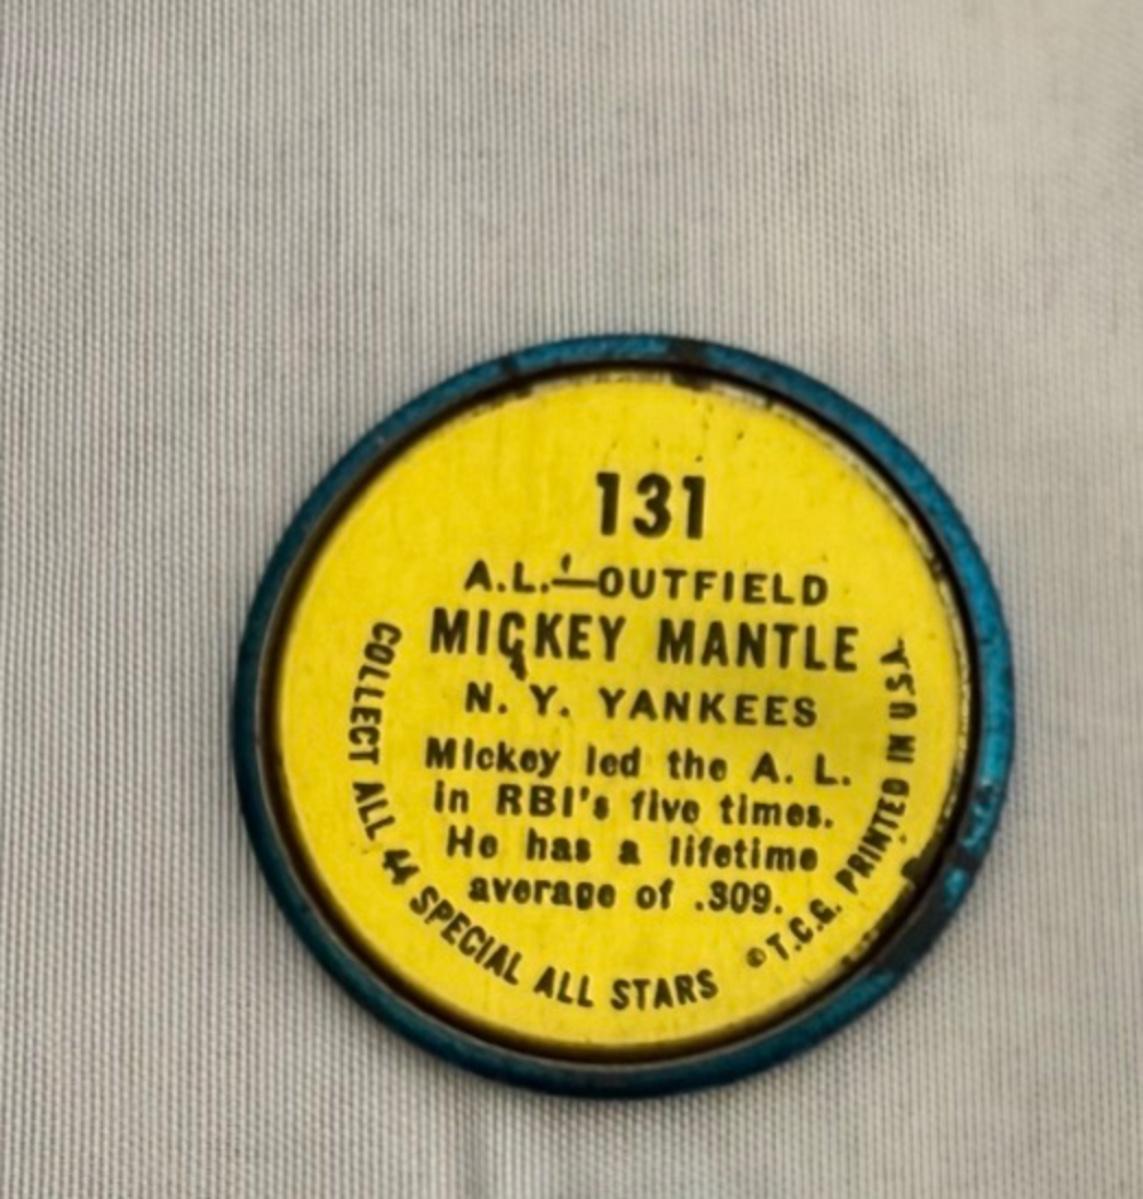 131
A.L.—OUTFIELD
MICKEY MANTLE
N. Y. YANKEES
Mickey led the A. L.
in RBI's five times.
He has a lifetime
average of .309.
COLLECT ALL 44 SPECIAL ALL STARS
©T.C.G. PRINTED IN U.S.A.